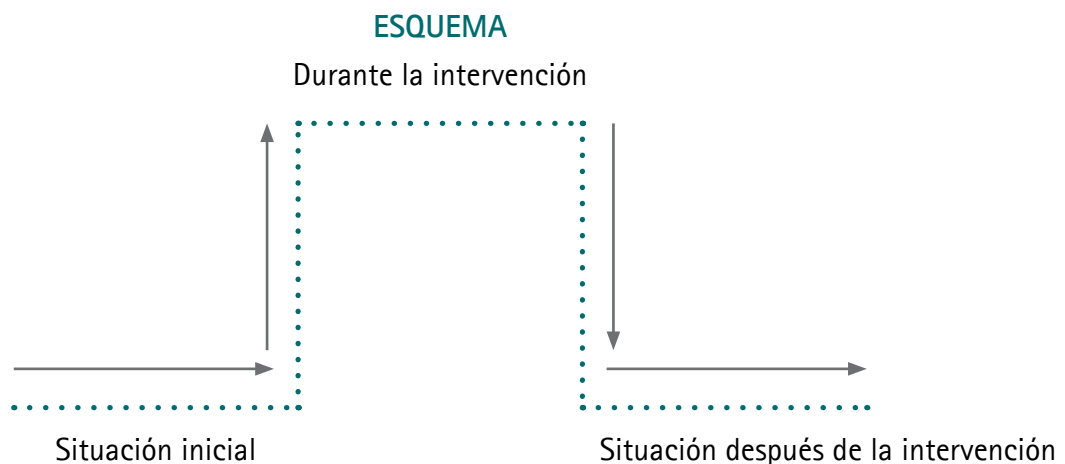 ESQUEMA
Durante la intervención
Situación inicial
Situación después de la intervención